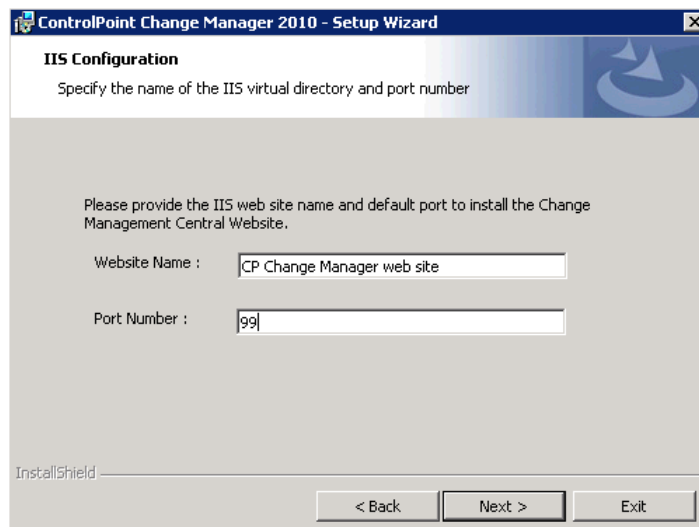 ControlPoint Change Manager 2010 - Setup Wizard
IIS Configuration
Specify the name of the IIS virtual directory and port number
Please provide the IIS web site name and default port to install the Change
Management Central Website.
Website Name :
CP Change Manager web site
Port Number :
99
InstallShield
< Back
Next >
Exit